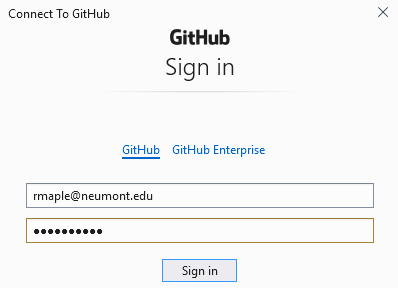 Connect To GitHub
GitHub
Sign in
GitHub GitHub Enterprise
rmaple@neumont.edu
●●●●●●●●●●
Sign in